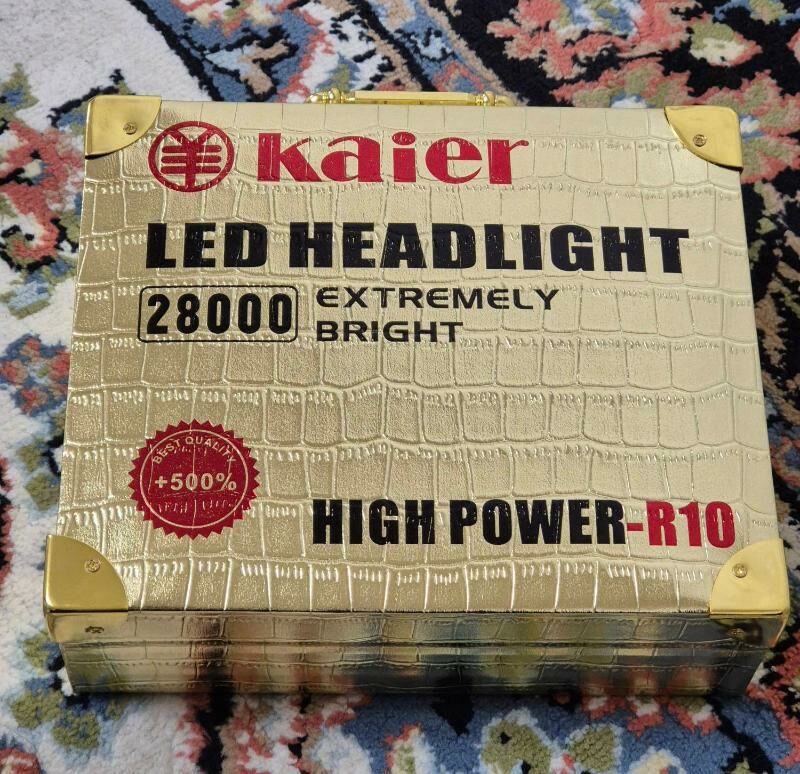 kaier
LED HEADLIGHT
28000 EXTREMELY
BRIGHT
BEST QUALITY
+500%
HIGH POWER-R10